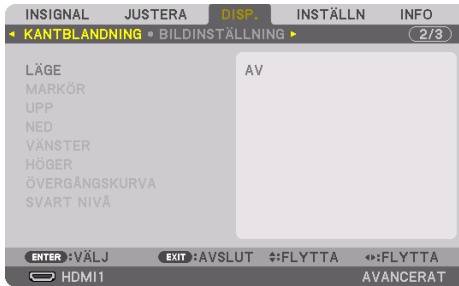 INSIGNAL JUSTERA DISP. INSTÄLLN INFO
KANTBLANDNING • BILDINSTÄLLNING 2/3
LÄGE AV
MARKÖR
UPP
NED
VÄNSTER
HÖGER
ÖVERGÅNGSKURVA
SVART NIVÅ
ENTER:VÄLJ EXIT:AVSLUT :FLYTTA :FLYTTA
HDMI1 AVANCERAT